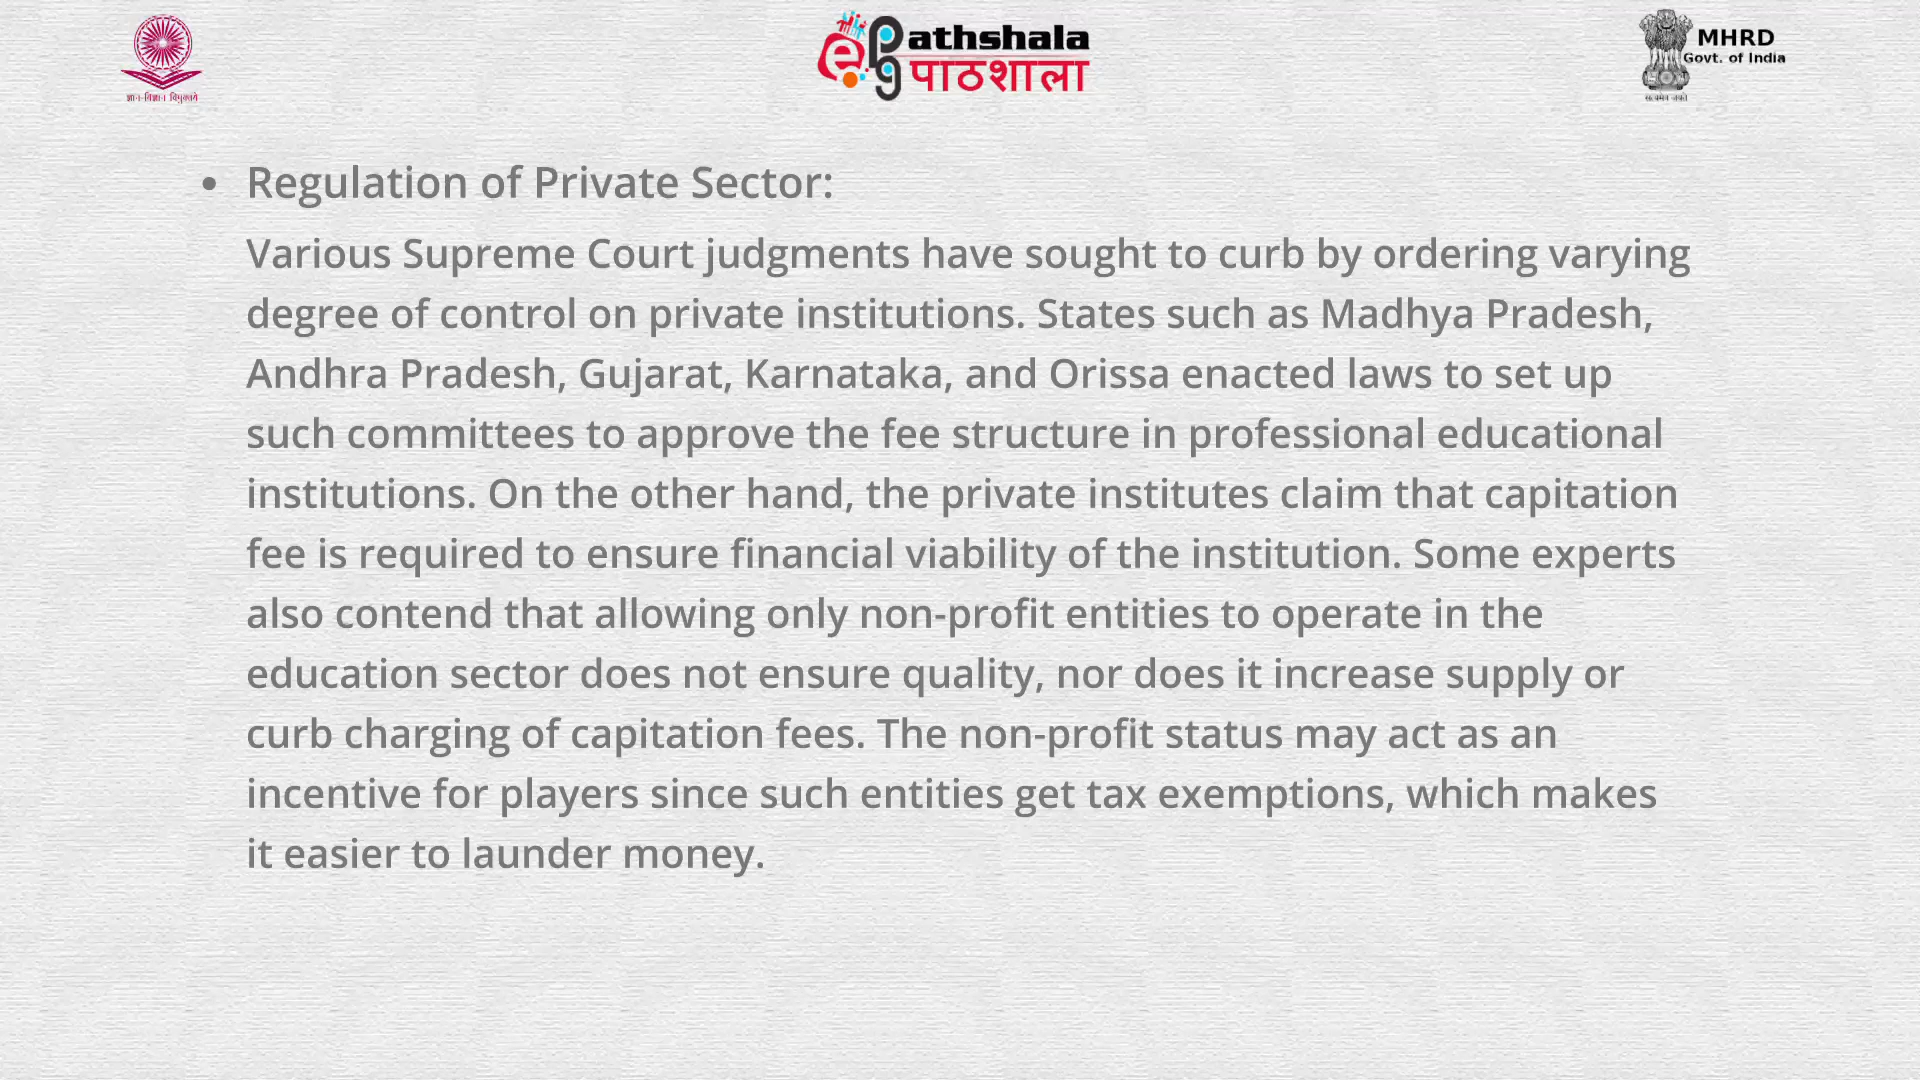 ज्ञान-विज्ञान विमुक्तये
e
Pathshala
पाठशाला
PG
MHRD
Govt. of India
• Regulation of Private Sector:
Various Supreme Court judgments have sought to curb by ordering varying
degree of control on private institutions. States such as Madhya Pradesh,
Andhra Pradesh, Gujarat, Karnataka, and Orissa enacted laws to set up
such committees to approve the fee structure in professional educational
institutions. On the other hand, the private institutes claim that capitation
fee is required to ensure financial viability of the institution. Some experts
also contend that allowing only non-profit entities to operate in the
education sector does not ensure quality, nor does it increase supply or
curb charging of capitation fees. The non-profit status may act as an
incentive for players since such entities get tax exemptions, which makes
it easier to launder money.